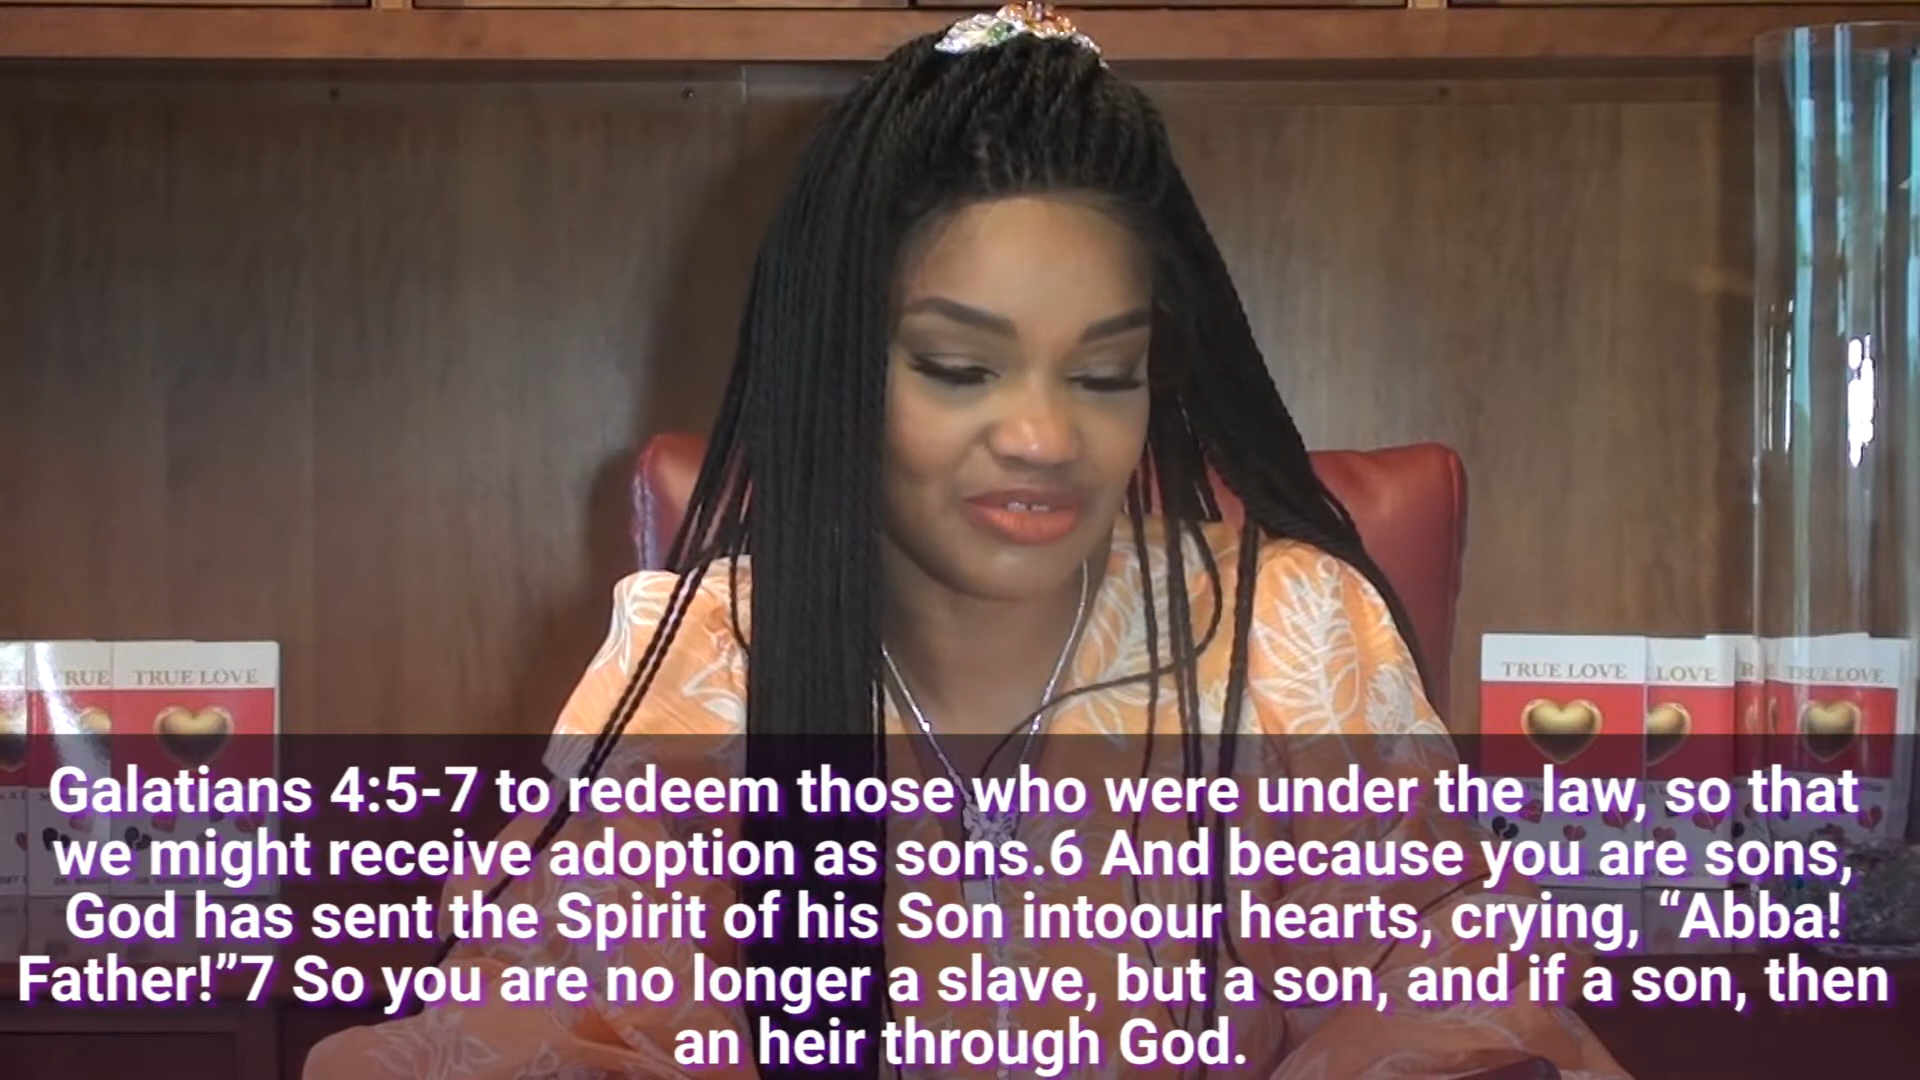 TRUE
TRUE LOVE
TRUE LOVE
LOVE
TRUE LOVE
Galatians 4:5-7 to redeem those who were under the law, so that
we might receive adoption as sons.6 And because you are sons,
God has sent the Spirit of his Son intoour hearts, crying, “Abba!
Father!”7 So you are no longer a slave, but a son, and if a son, then
an heir through God.